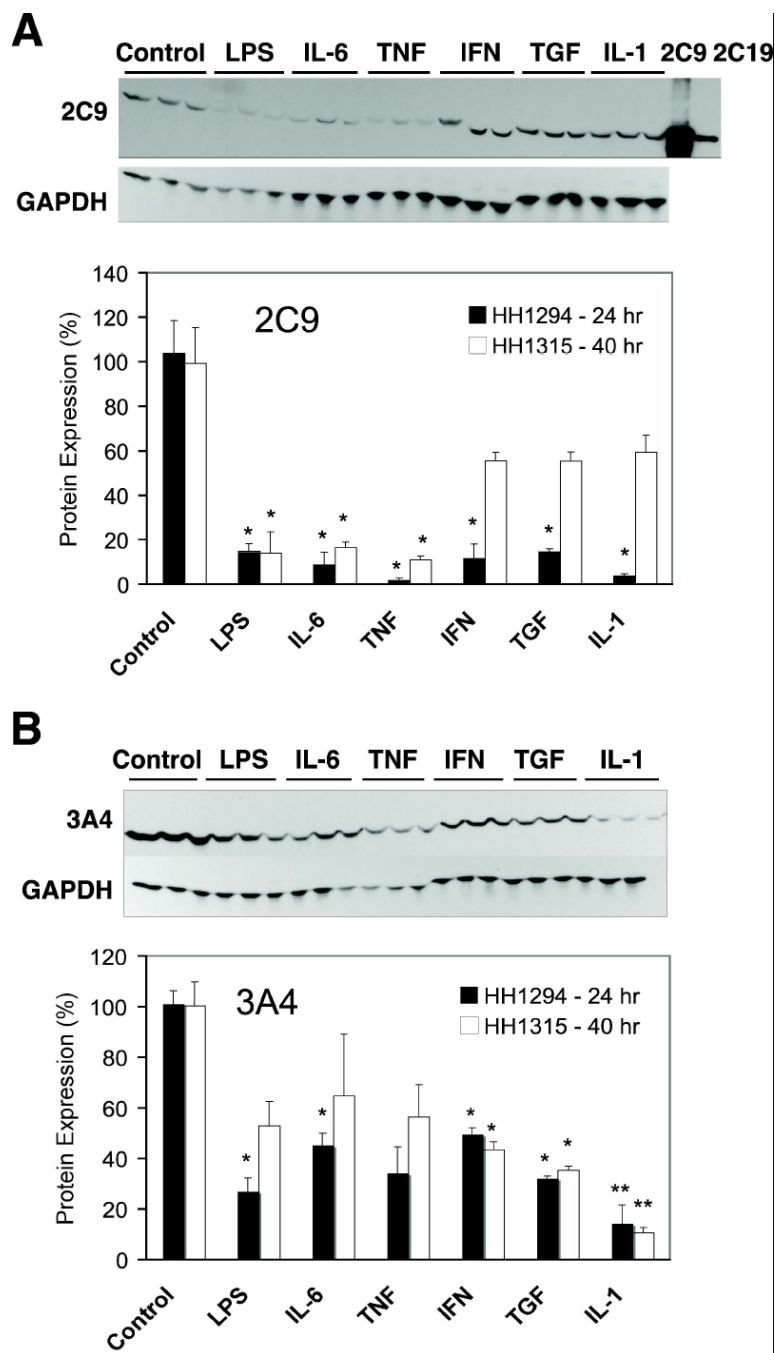 A
Control LPS IL-6 TNF IFN TGF IL-1 2C9 2C19
2C9
GAPDH
140
120
100
80
60
40
20
0
Protein Expression (%)
2C9
HH1294 - 24 hr
HH1315 - 40 hr
* * * * * * * * *
Control LPS IL-6 TNF IFN TGF IL-1
B
Control LPS IL-6 TNF IFN TGF IL-1
3A4
GAPDH
120
100
80
60
40
20
0
Protein Expression (%)
3A4
HH1294 - 24 hr
HH1315 - 40 hr
* * * * * * ** **
Control LPS IL-6 TNF IFN TGF IL-1